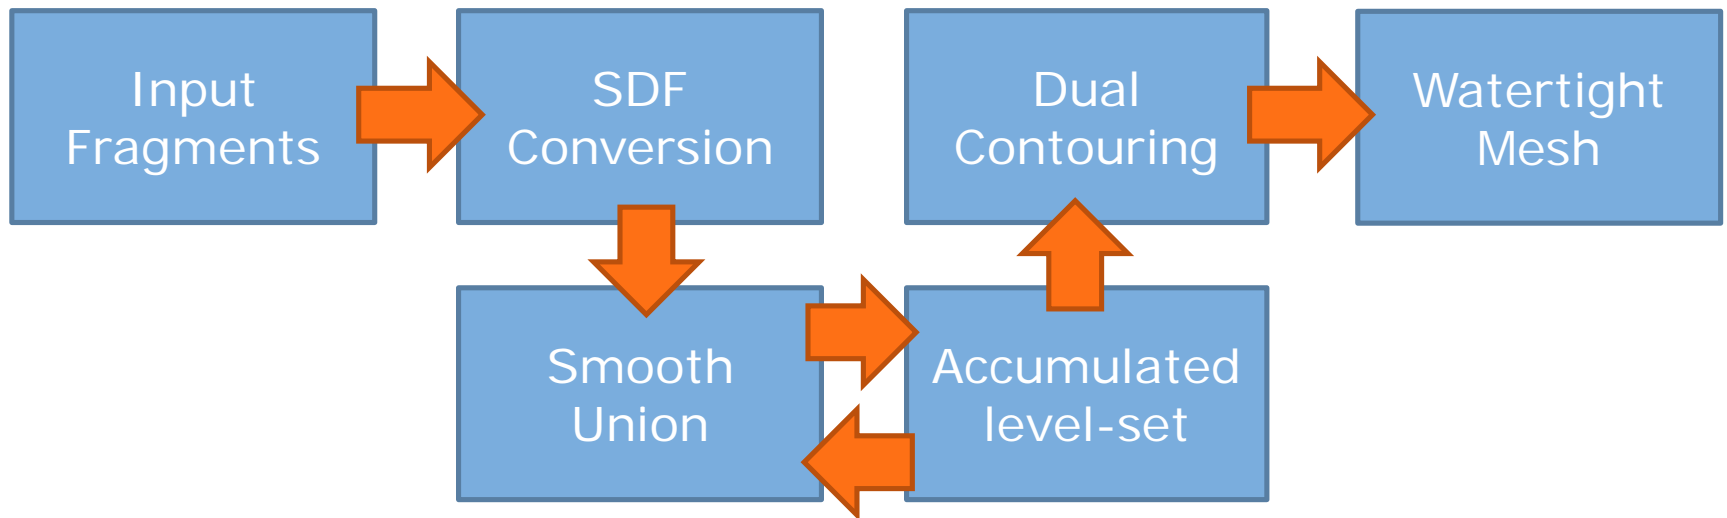 Input
Fragments
SDF
Conversion
Dual
Contouring
Watertight
Mesh
Smooth
Union
Accumulated
level-set